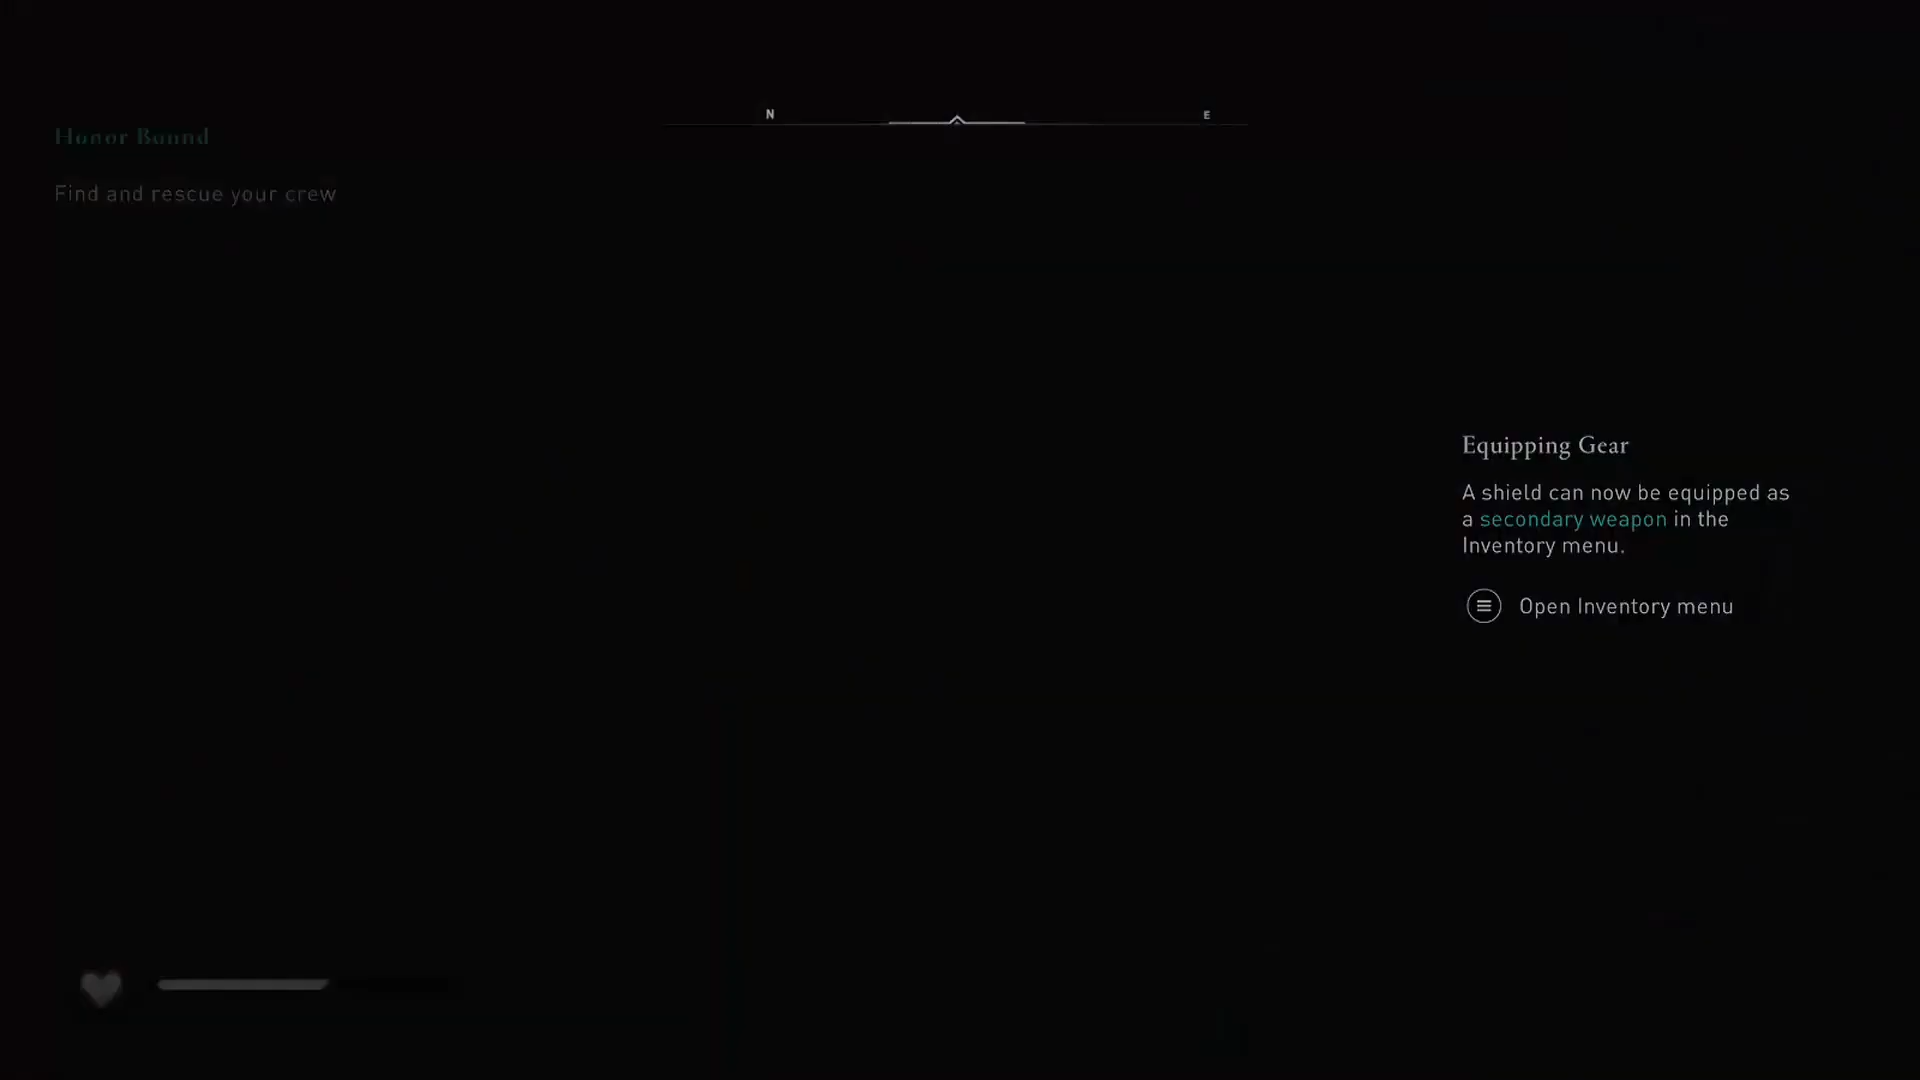 N
E
Honor Bound
Find and rescue your crew
Equipping Gear
A shield can now be equipped as
a secondary weapon in the
Inventory menu.
Open Inventory menu